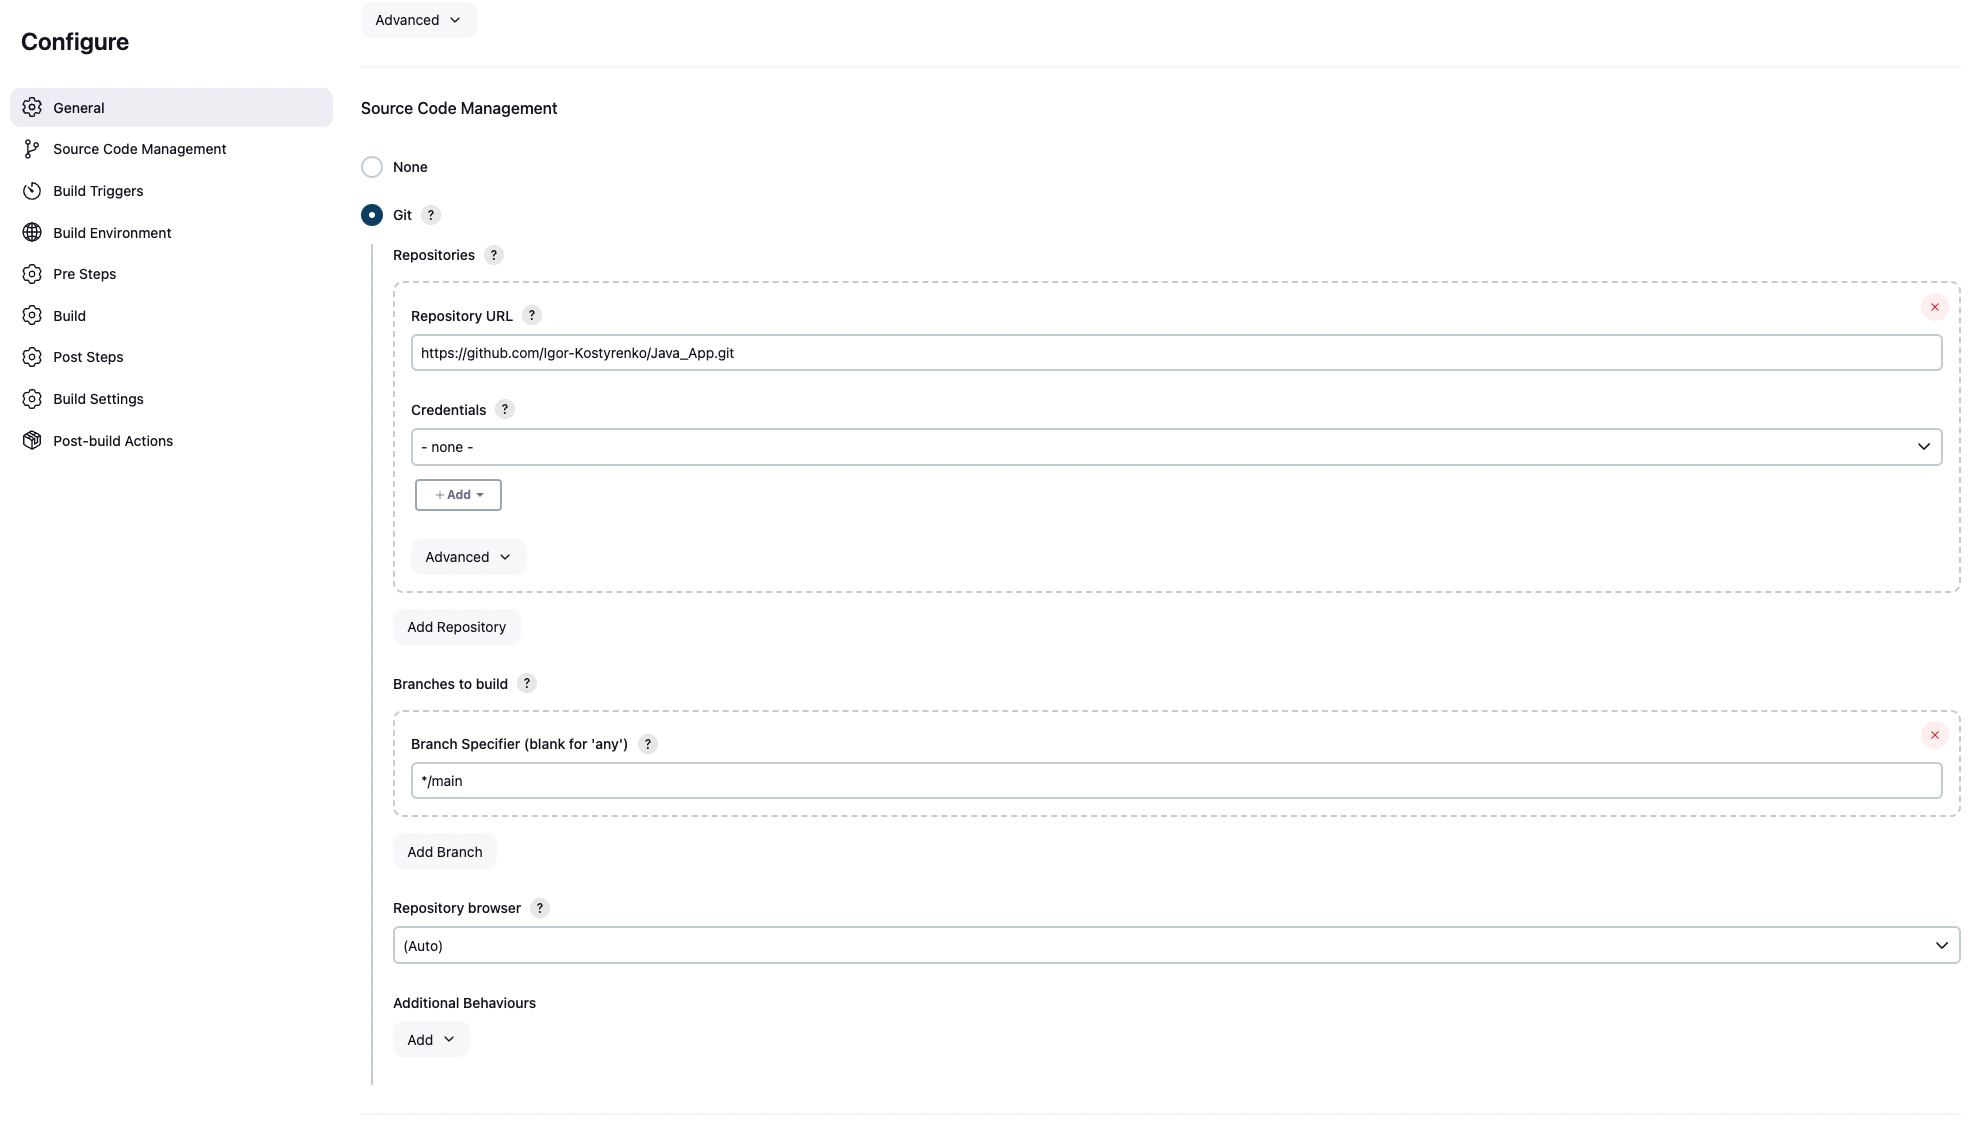 Configure
General
Source Code Management
Build Triggers
Build Environment
Pre Steps
Build
Post Steps
Build Settings
Post-build Actions
Advanced
Source Code Management
None
Git ?
Repositories ?
Repository URL ?
https://github.com/Igor-Kostyrenko/Java_App.git
Credentials ?
- none -
+ Add
Advanced
Add Repository
Branches to build ?
Branch Specifier (blank for 'any') ?
*/main
Add Branch
Repository browser ?
(Auto)
Additional Behaviours
Add